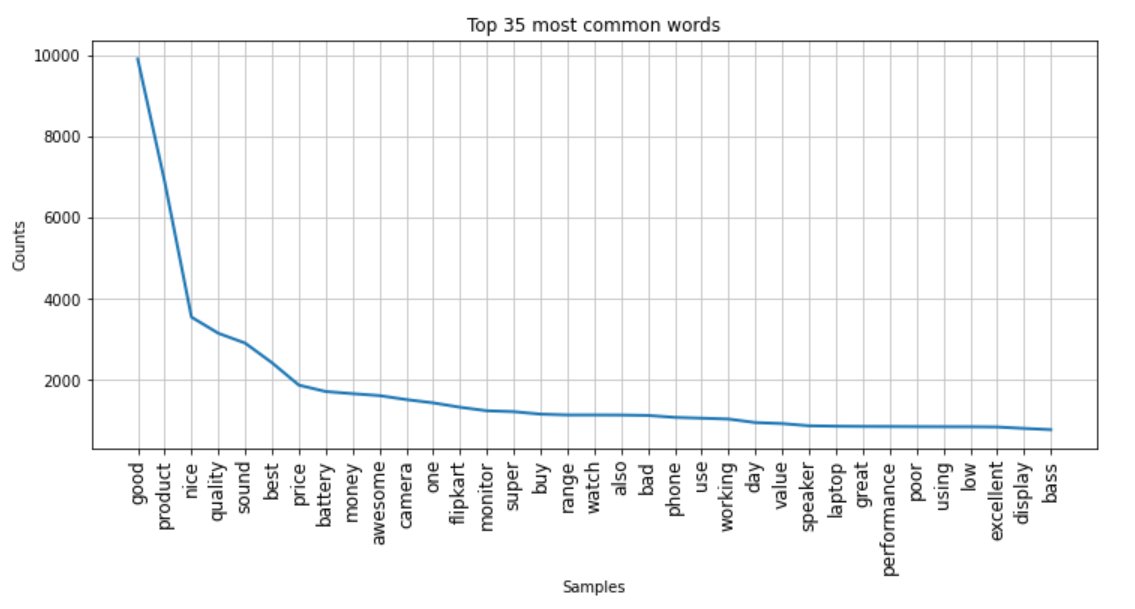 Top 35 most common words
10000
8000
6000
4000
2000
Counts
good
product
nice
quality
sound
best
price
battery
money
awesome
camera
one
flipkart
monitor
super
buy
range
watch
also
bad
phone
use
working
day
value
speaker
laptop
great
performance
poor
using
low
excellent
display
bass
Samples